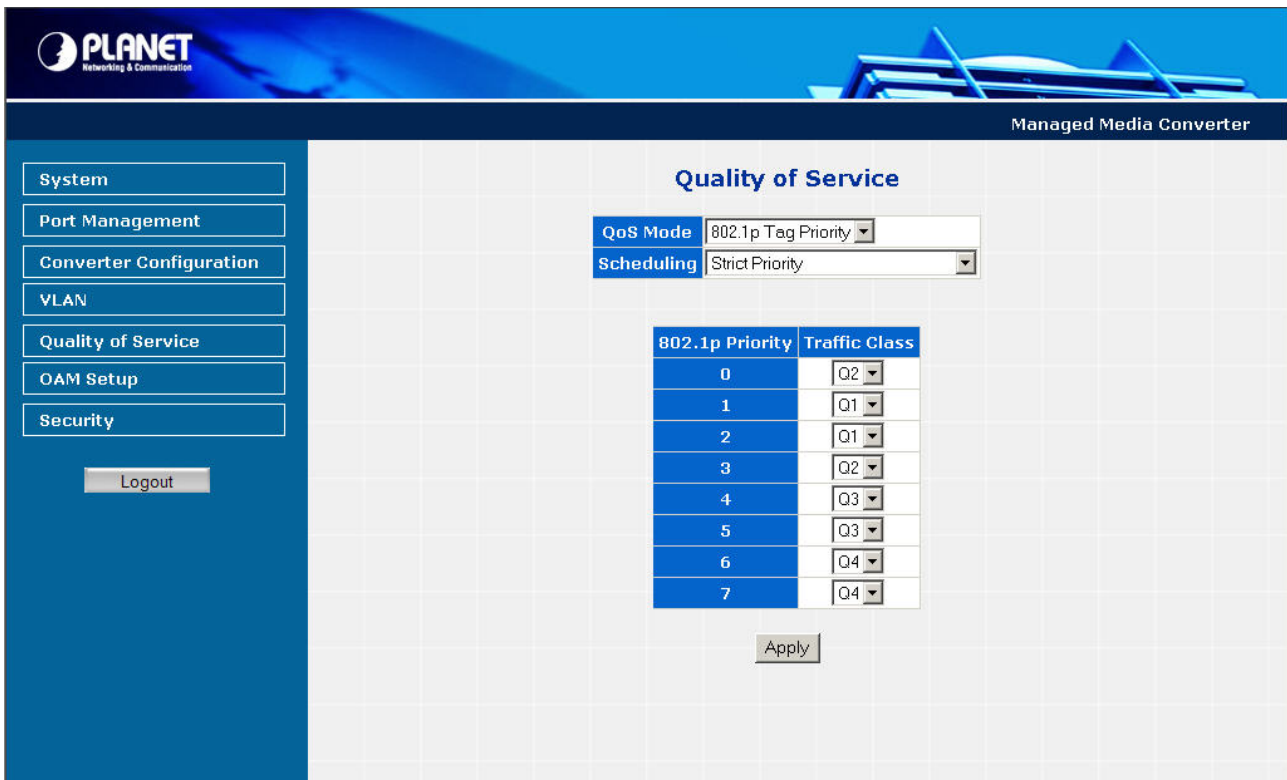 PLANET
Networking & Communication
Managed Media Converter
System
Port Management
Converter Configuration
VLAN
Quality of Service
OAM Setup
Security
Logout
Quality of Service
QoS Mode 802.1p Tag Priority
Scheduling Strict Priority
802.1p Priority Traffic Class
0 Q2
1 Q1
2 Q1
3 Q2
4 Q3
5 Q3
6 Q4
7 Q4
Apply